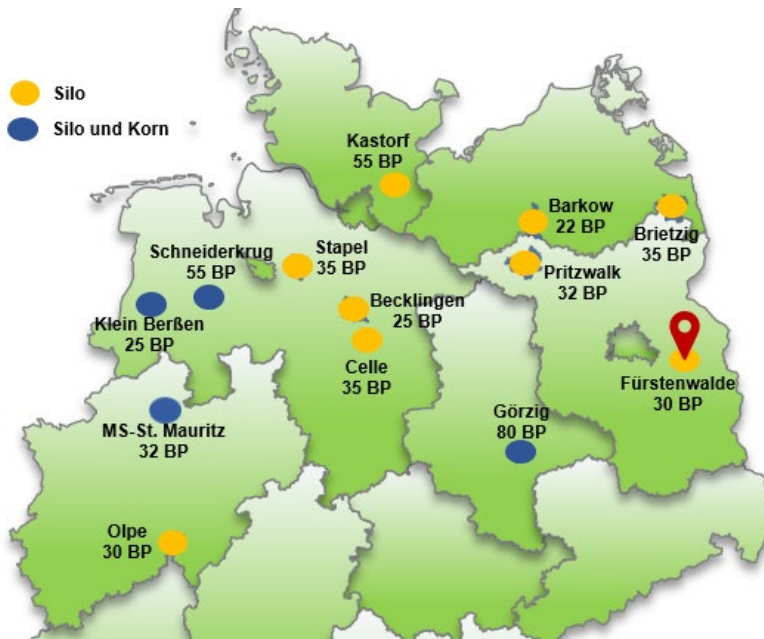 Silo
Silo und Korn
Kastorf
55 BP
Barkow
22 BP
Brietzig
35 BP
Stapel
35 BP
Schneiderkrug
55 BP
Pritzwalk
32 BP
Klein Berßen
25 BP
Becklingen
25 BP
Celle
35 BP
Fürstenwalde
30 BP
MS-St. Mauritz
32 BP
Görzig
80 BP
Olpe
30 BP